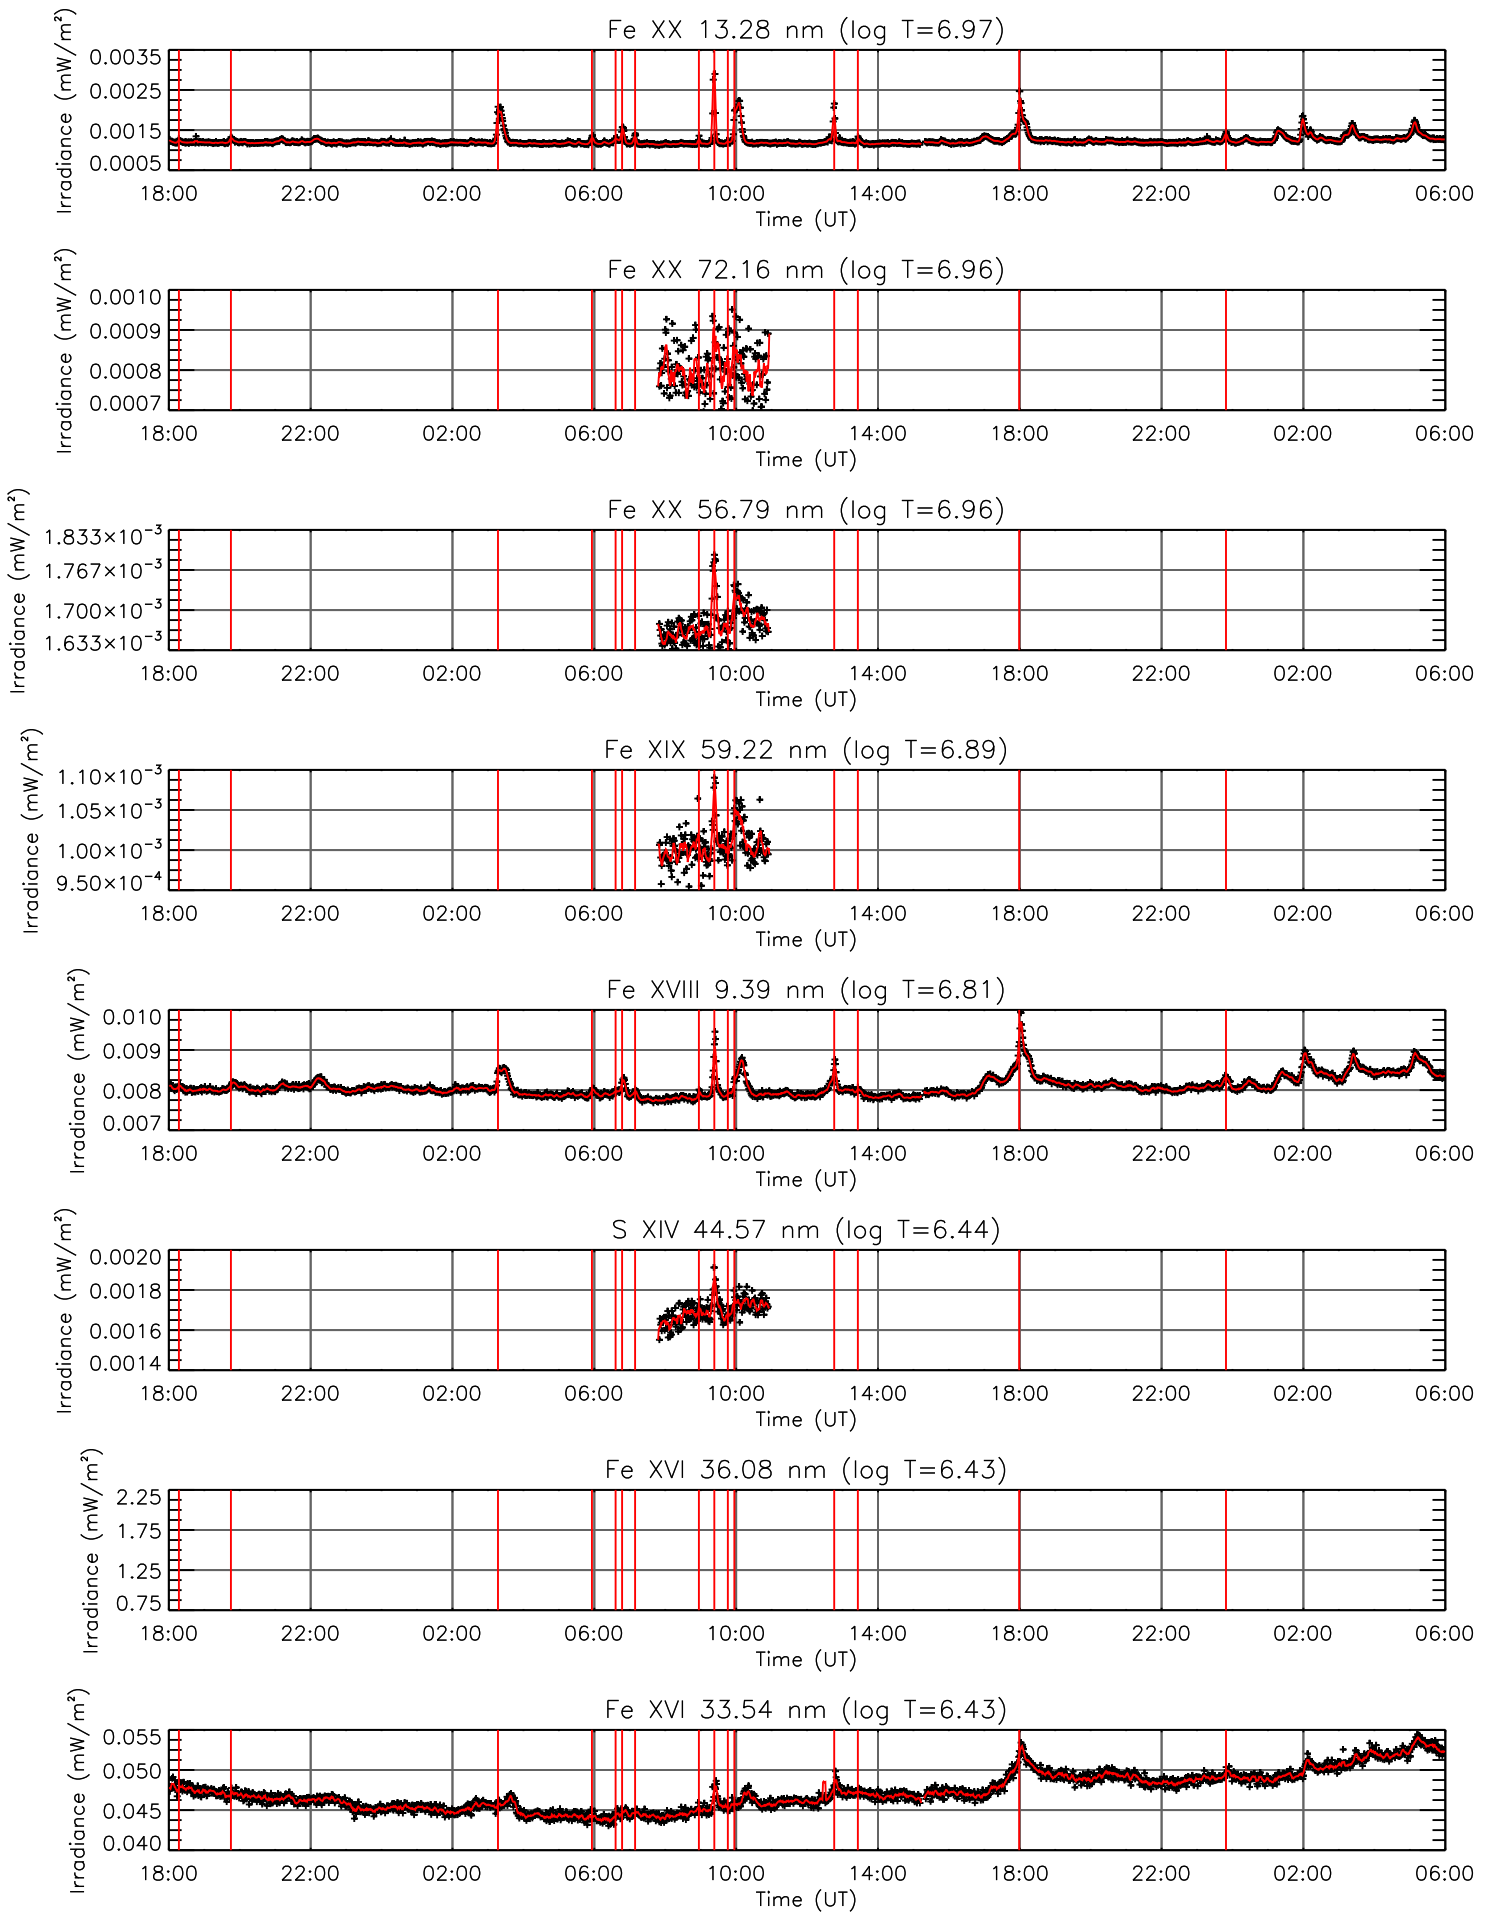 Fe XX 13.28 nm (log T=6.97)
Irradiance (mW/m²)
0.0035
0.0025
0.0015
0.0005
18:00 22:00 02:00 06:00 10:00 14:00 18:00 22:00 02:00 06:00
Time (UT)
Fe XX 72.16 nm (log T=6.96)
Irradiance (mW/m²)
0.0010
0.0009
0.0008
0.0007
18:00 22:00 02:00 06:00 10:00 14:00 18:00 22:00 02:00 06:00
Time (UT)
Fe XX 56.79 nm (log T=6.96)
Irradiance (mW/m²)
1.833×10⁻³
1.767×10⁻³
1.700×10⁻³
1.633×10⁻³
18:00 22:00 02:00 06:00 10:00 14:00 18:00 22:00 02:00 06:00
Time (UT)
Fe XIX 59.22 nm (log T=6.89)
Irradiance (mW/m²)
1.10×10⁻³
1.05×10⁻³
1.00×10⁻³
9.50×10⁻⁴
18:00 22:00 02:00 06:00 10:00 14:00 18:00 22:00 02:00 06:00
Time (UT)
Fe XVIII 9.39 nm (log T=6.81)
Irradiance (mW/m²)
0.010
0.009
0.008
0.007
18:00 22:00 02:00 06:00 10:00 14:00 18:00 22:00 02:00 06:00
Time (UT)
S XIV 44.57 nm (log T=6.44)
Irradiance (mW/m²)
0.0020
0.0018
0.0016
0.0014
18:00 22:00 02:00 06:00 10:00 14:00 18:00 22:00 02:00 06:00
Time (UT)
Fe XVI 36.08 nm (log T=6.43)
Irradiance (mW/m²)
2.25
1.75
1.25
0.75
18:00 22:00 02:00 06:00 10:00 14:00 18:00 22:00 02:00 06:00
Time (UT)
Fe XVI 33.54 nm (log T=6.43)
Irradiance (mW/m²)
0.055
0.050
0.045
0.040
18:00 22:00 02:00 06:00 10:00 14:00 18:00 22:00 02:00 06:00
Time (UT)